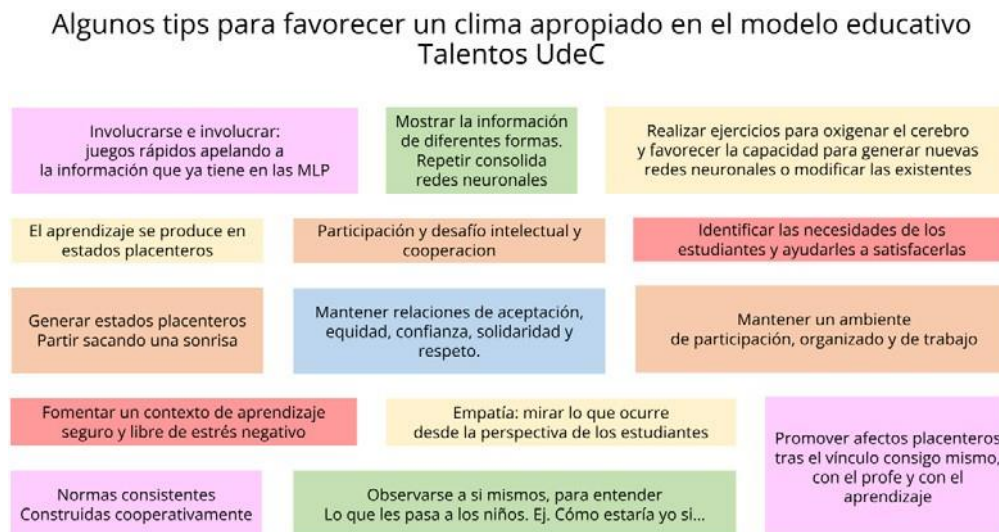 Algunos tips para favorecer un clima apropiado en el modelo educativo
Talentos UdeC
Involucrarse e involucrar:
juegos rápidos apelando a
la información que ya tiene en las MLP
Mostrar la información
de diferentes formas.
Repetir consolida
redes neuronales
Realizar ejercicios para oxigenar el cerebro
y favorecer la capacidad para generar nuevas
redes neuronales o modificar las existentes
El aprendizaje se produce en
estados placenteros
Participación y desafío intelectual y
cooperacion
Identificar las necesidades de los
estudiantes y ayudarles a satisfacerlas
Generar estados placenteros
Partir sacando una sonrisa
Mantener relaciones de aceptación,
equidad, confianza, solidaridad y
respeto.
Mantener un ambiente
de participación, organizado y de trabajo
Fomentar un contexto de aprendizaje
seguro y libre de estrés negativo
Empatía: mirar lo que ocurre
desde la perspectiva de los estudiantes
Promover afectos placenteros
tras el vínculo consigo mismo,
con el profe y con el
aprendizaje
Normas consistentes
Construidas cooperativamente
Observarse a si mismos, para entender
Lo que les pasa a los niños. Ej. Cómo estaría yo si...